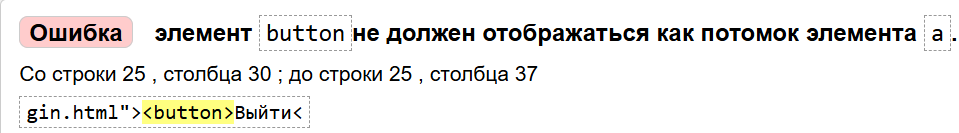 Ошибка элемент button не должен отображаться как потомок элемента a.
Со строки 25 , столбца 30 ; до строки 25 , столбца 37
gin.html"><button>Выйти<